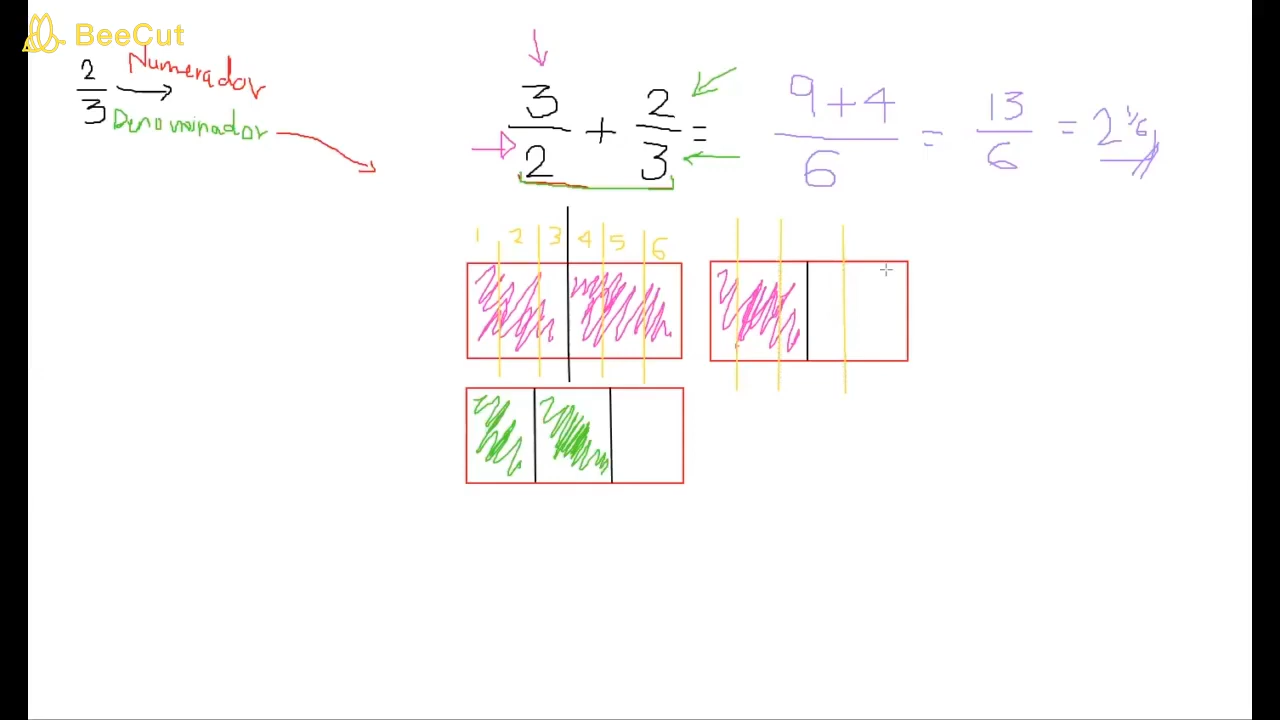 BeeCut
2/3 Numerador
Denominador
3/2 + 2/3 = 9+4/6 = 13/6 = 2 1/6
1 2 3 4 5 6